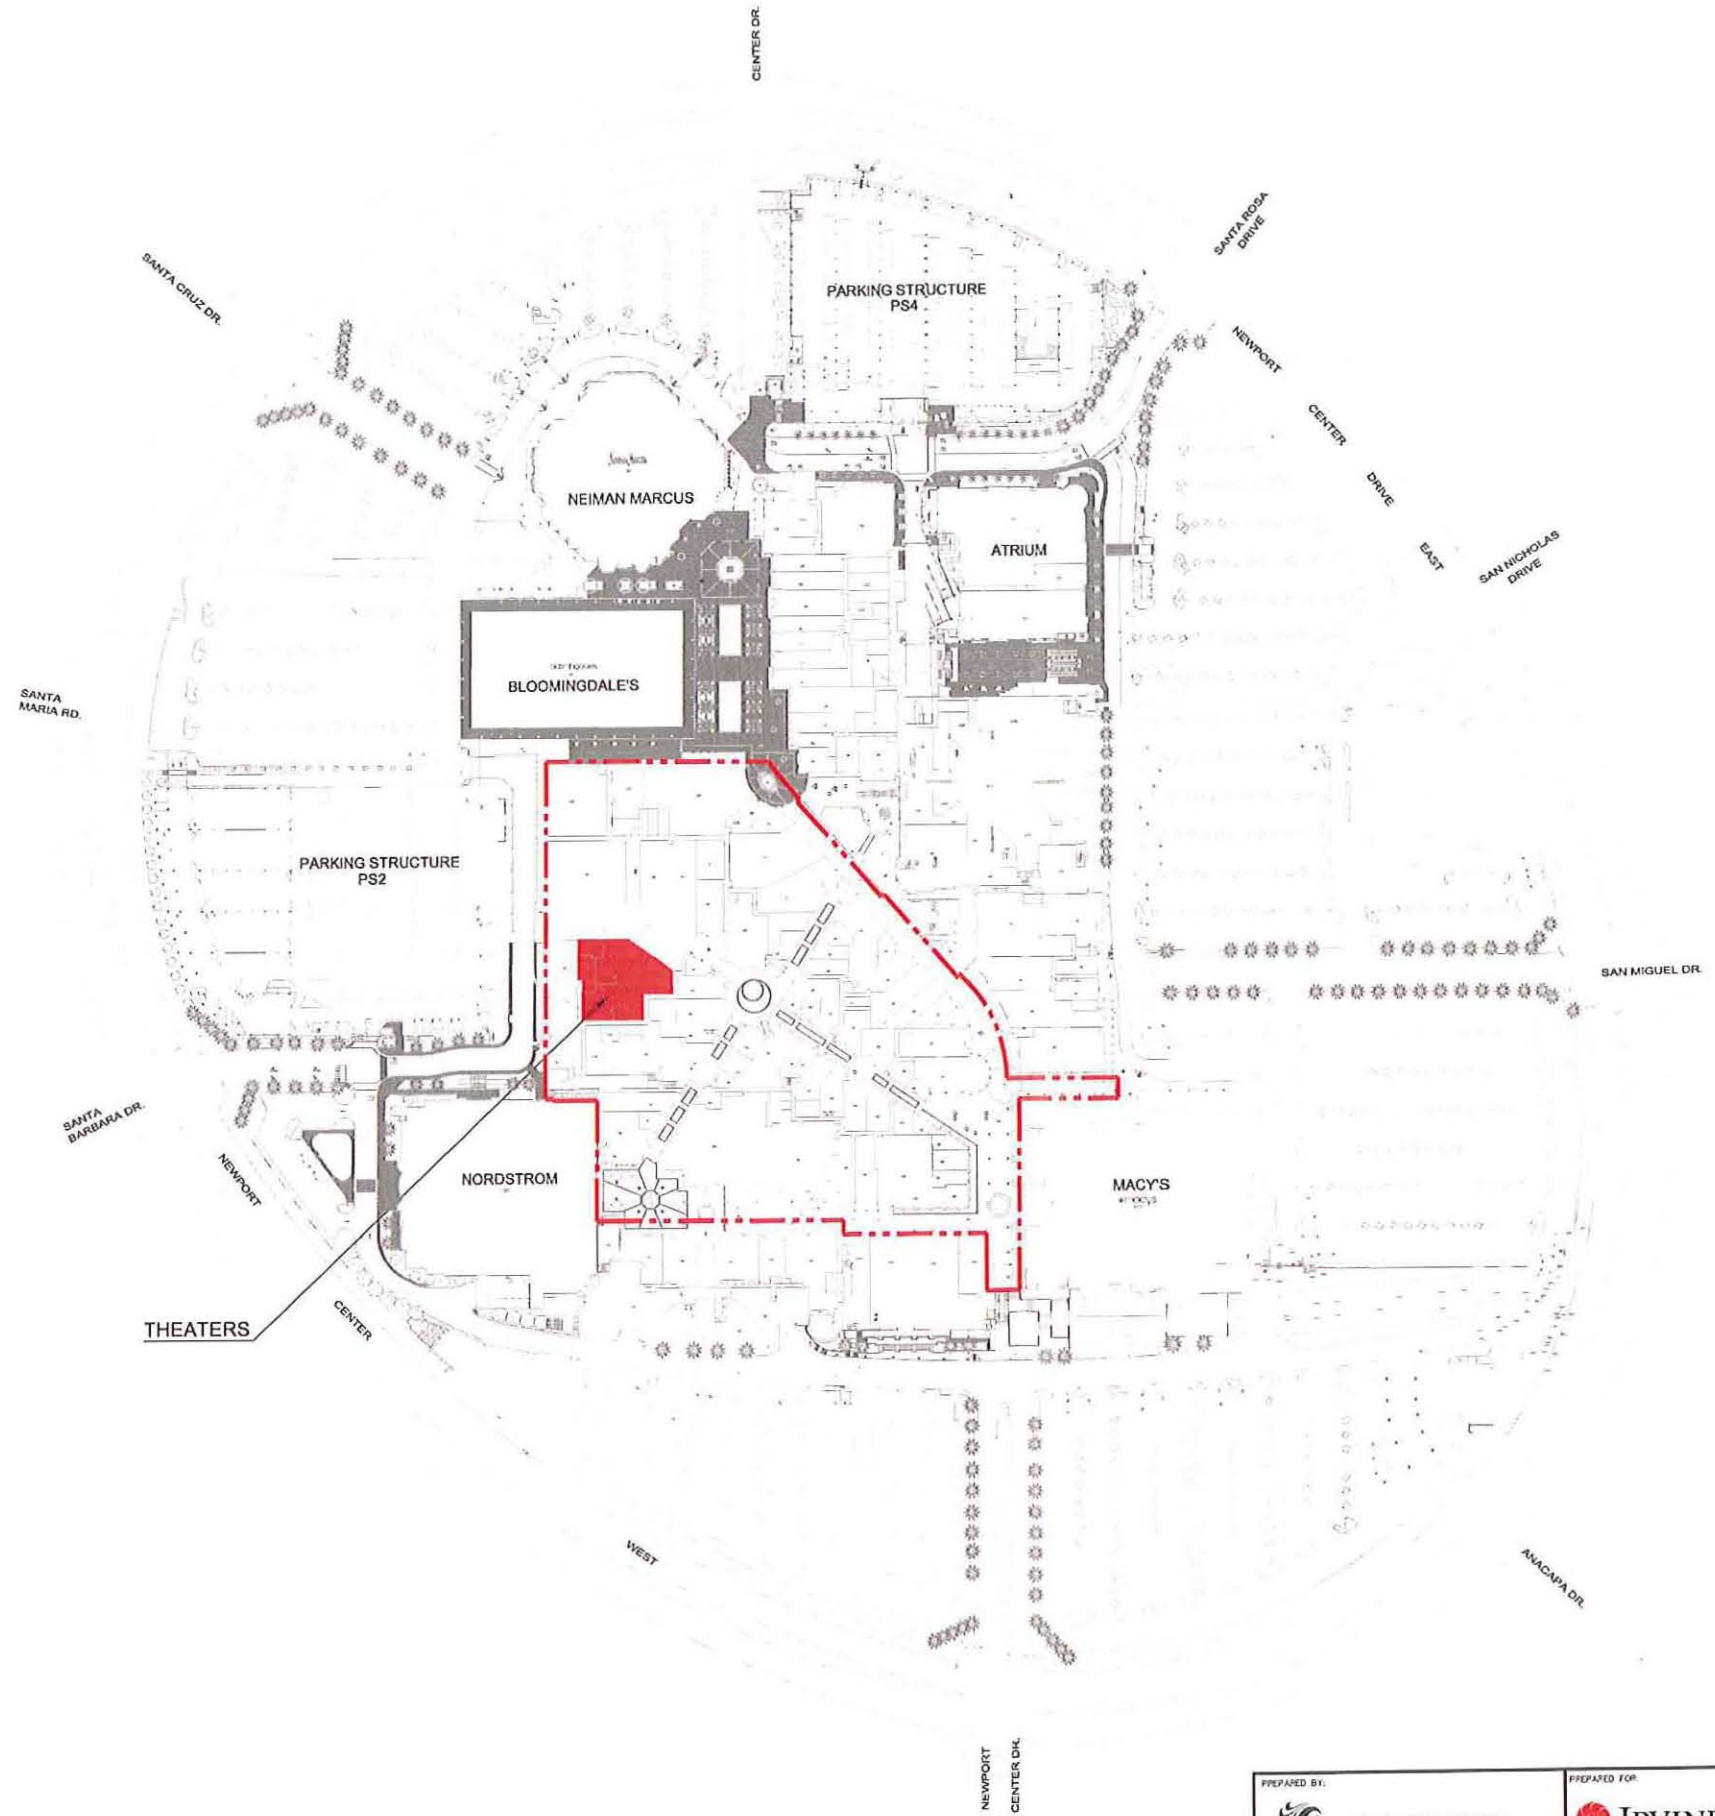 CENTER DR.
SANTA ROSA
DRIVE
SANTA CRUZ DR.
PARKING STRUCTURE
PS4
NEWPORT
CENTER
DRIVE
EAST
NEIMAN MARCUS
ATRIUM
SAN NICHOLAS
DRIVE
BLOOMINGDALE'S
SANTA
MARIA RD.
PARKING STRUCTURE
PS2
SAN MIGUEL DR.
SANTA
BARBARA DR.
NEWPORT
CENTER
WEST
NORDSTROM
MACY'S
macy's
THEATERS
ANACAPA DR.
NEWPORT
CENTER DR.
PREPARED BY:
PREPARED FOR: